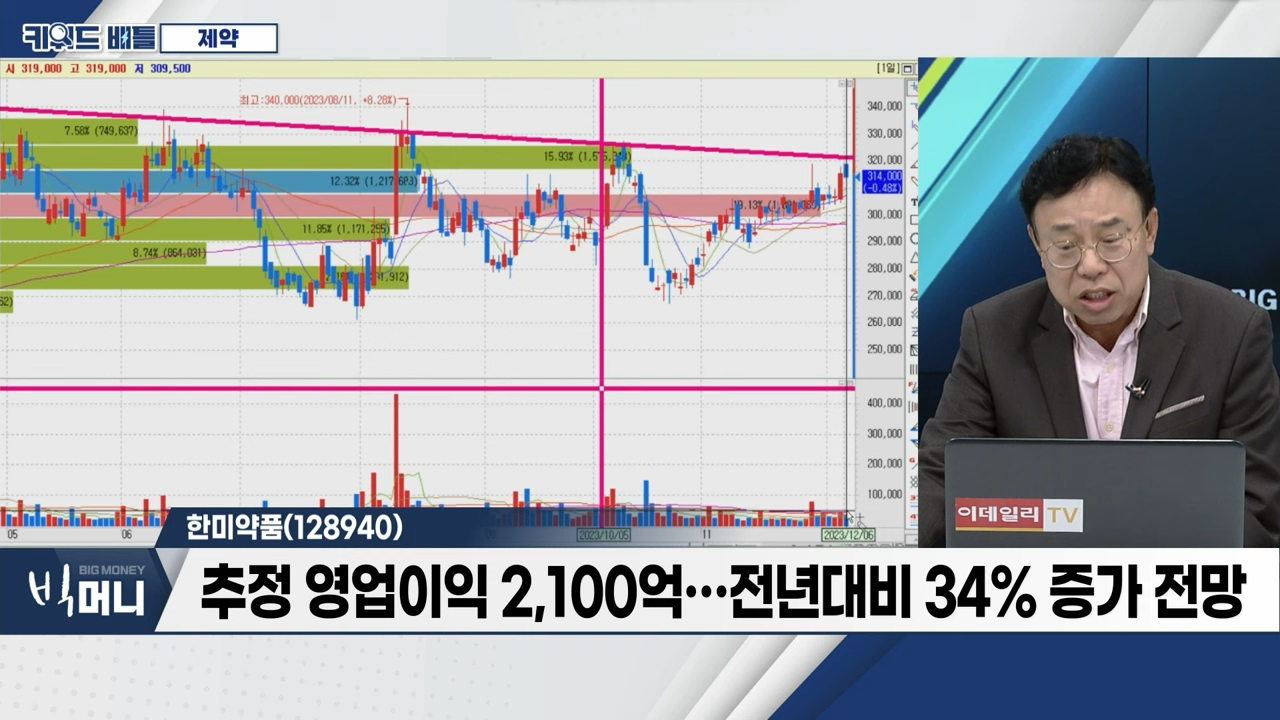 키워드 배틀 제약
시 319,000 고 319,000 저 309,500 [1일]
최고:340,000(2023/08/11, +8.28%)
340,000
7.58% (749,637)
330,000
15.93%
320,000
12.32% (1,217,683)
314,000
(-0.48%)
300,000
11.85% (1,171,295)
290,000
8.74% (864,031)
280,000
270,000
260,000
250,000
400,000
300,000
200,000
100,000
BIG
이데일리 TV
05 06 2023/10/05 11 2023/12/06
한미약품(128940)
BIG MONEY
빅머니
추정 영업이익 2,100억…전년대비 34% 증가 전망